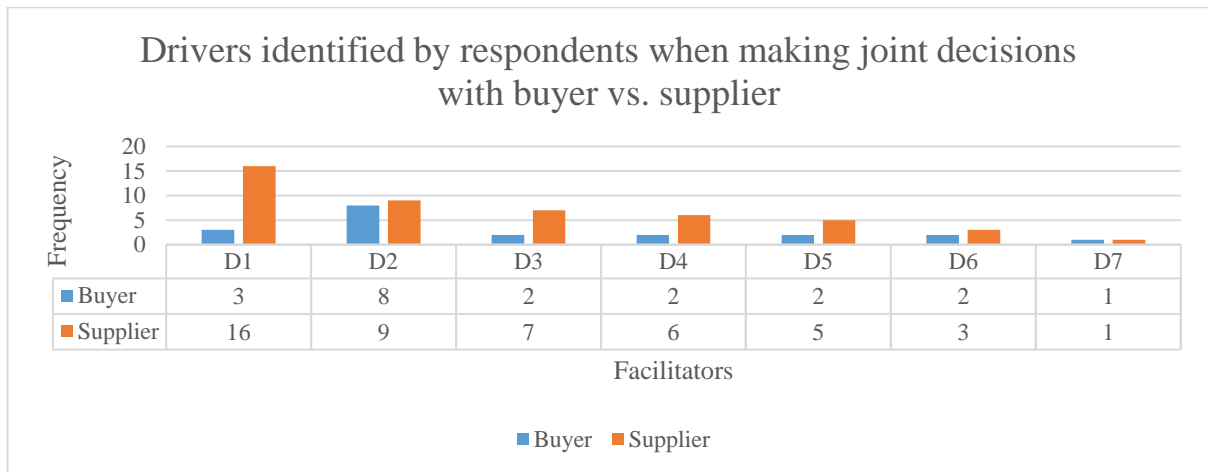 Drivers identified by respondents when making joint decisions
with buyer vs. supplier
Frequency
20
15
10
5
0
D1 D2 D3 D4 D5 D6 D7
Buyer 3 8 2 2 2 2 1
Supplier 16 9 7 6 5 3 1
Facilitators
Buyer Supplier